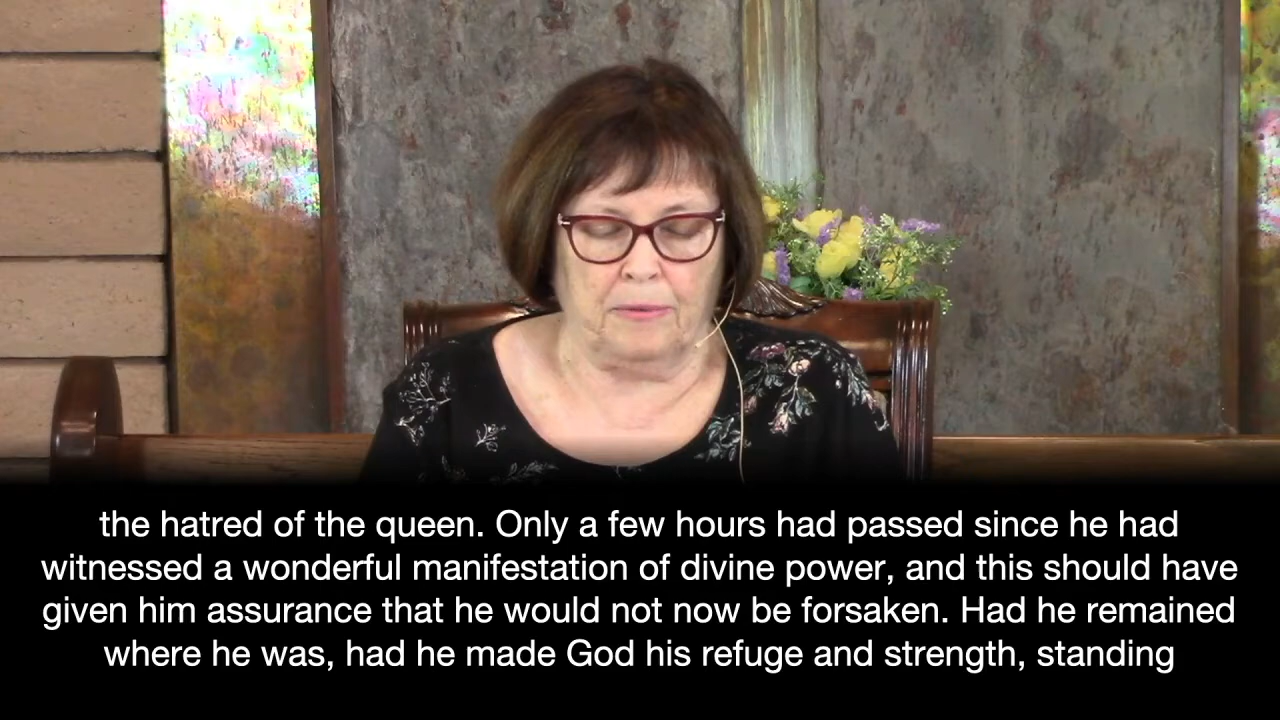 the hatred of the queen. Only a few hours had passed since he had
witnessed a wonderful manifestation of divine power, and this should have
given him assurance that he would not now be forsaken. Had he remained
where he was, had he made God his refuge and strength, standing